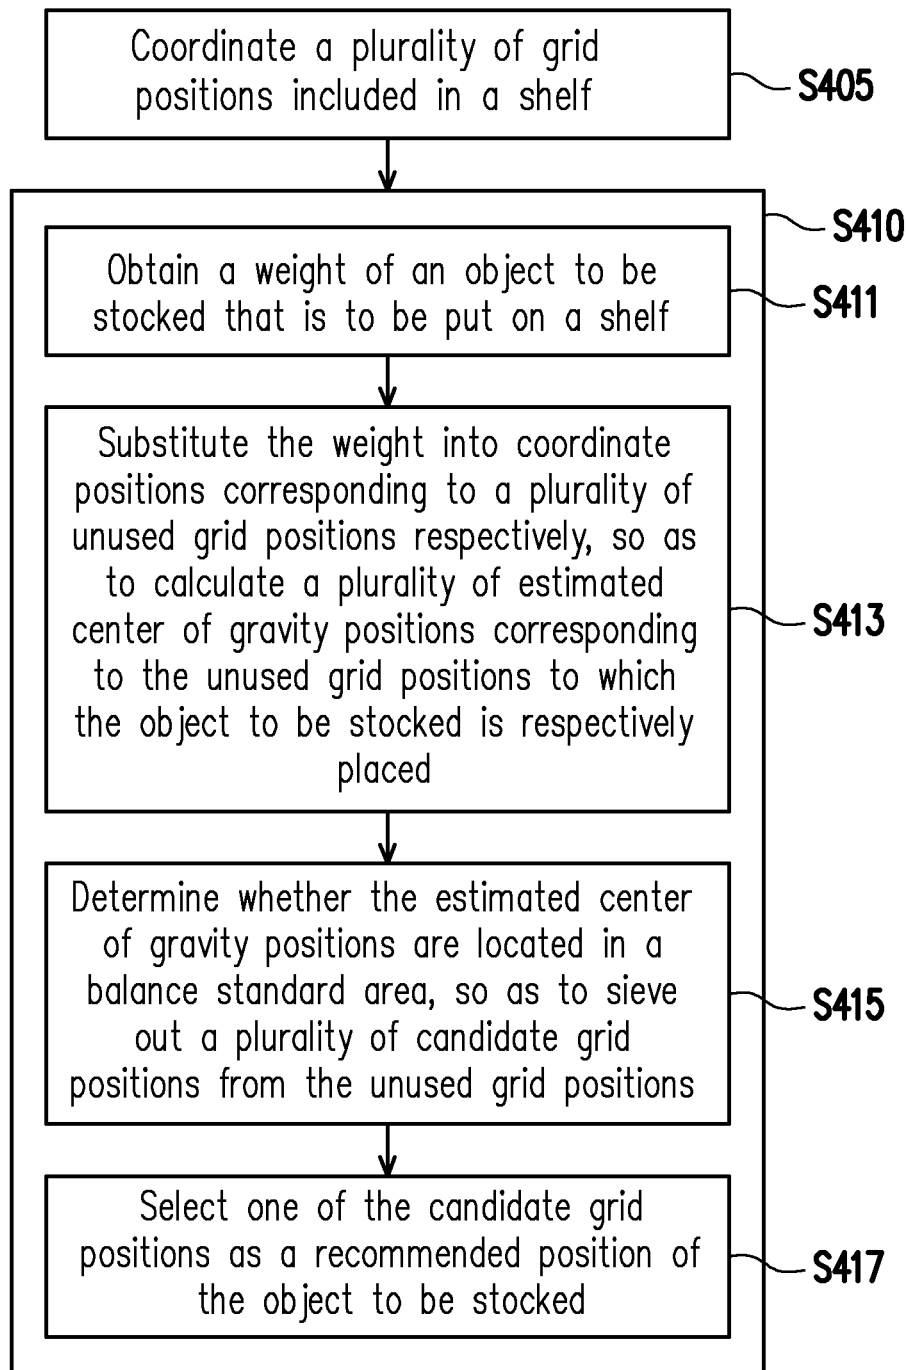 Coordinate a plurality of grid
positions included in a shelf
S405
S410
Obtain a weight of an object to be
stocked that is to be put on a shelf
S411
Substitute the weight into coordinate
positions corresponding to a plurality of
unused grid positions respectively, so as
to calculate a plurality of estimated
center of gravity positions corresponding
to the unused grid positions to which
the object to be stocked is respectively
placed
S413
Determine whether the estimated center
of gravity positions are located in a
balance standard area, so as to sieve
out a plurality of candidate grid
positions from the unused grid positions
S415
Select one of the candidate grid
positions as a recommended position of
the object to be stocked
S417